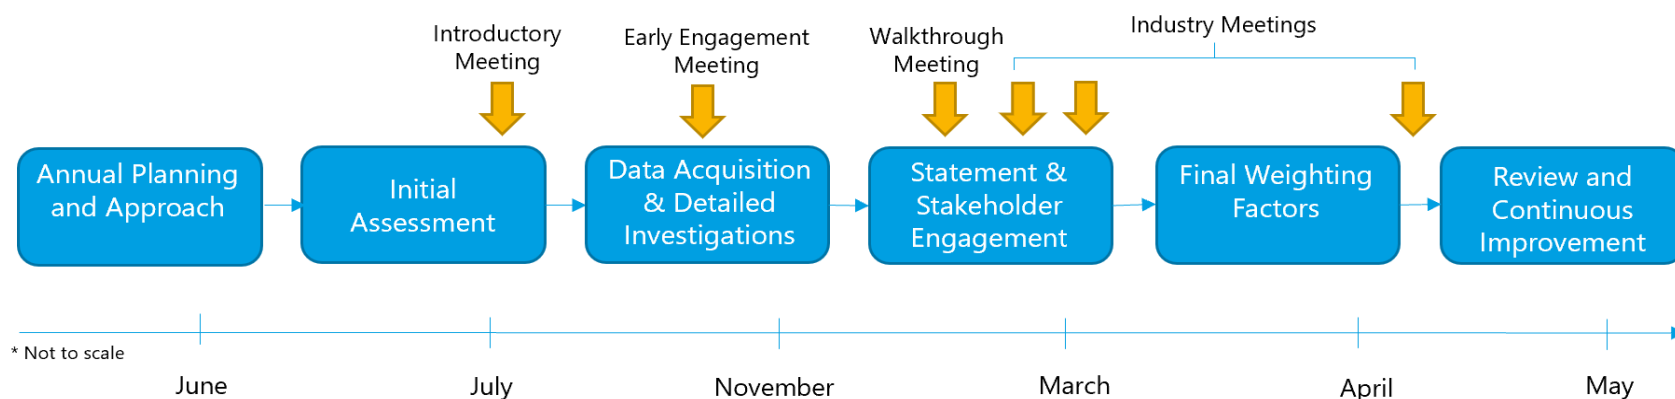 Introductory
Meeting
Early Engagement
Meeting
Walkthrough
Meeting
Industry Meetings
Annual Planning
and Approach
Initial
Assessment
Data Acquisition
& Detailed
Investigations
Statement &
Stakeholder
Engagement
Final Weighting
Factors
Review and
Continuous
Improvement
* Not to scale
June
July
November
March
April
May